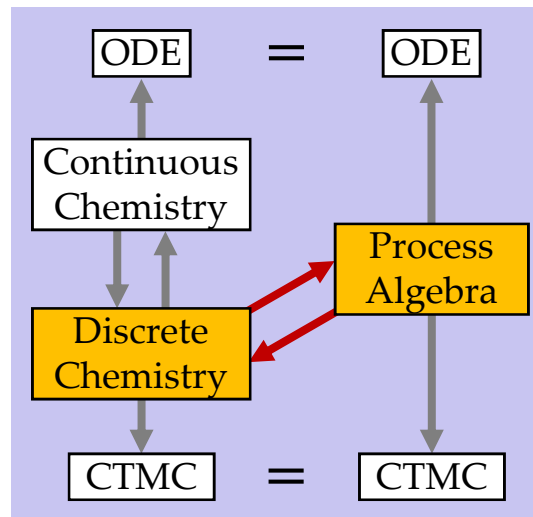 ODE = ODE
Continuous
Chemistry
Process
Algebra
Discrete
Chemistry
CTMC = CTMC